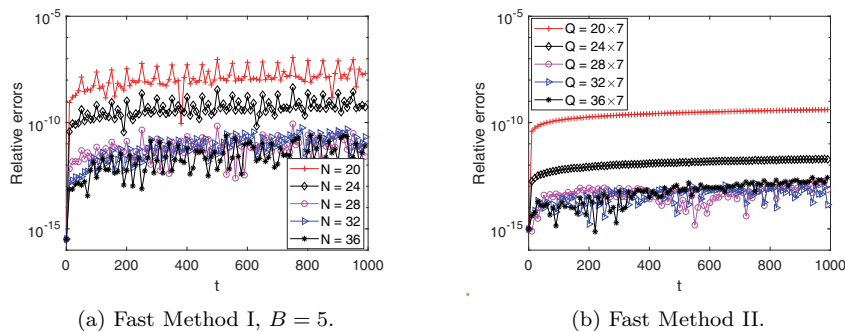 10^-5
10^-10
10^-15
Relative errors
0 200 400 600 800 1000
t
N = 20
N = 24
N = 28
N = 32
N = 36
(a) Fast Method I, B = 5.
10^-5
10^-10
10^-15
Relative errors
0 200 400 600 800 1000
t
Q = 20×7
Q = 24×7
Q = 28×7
Q = 32×7
Q = 36×7
(b) Fast Method II.